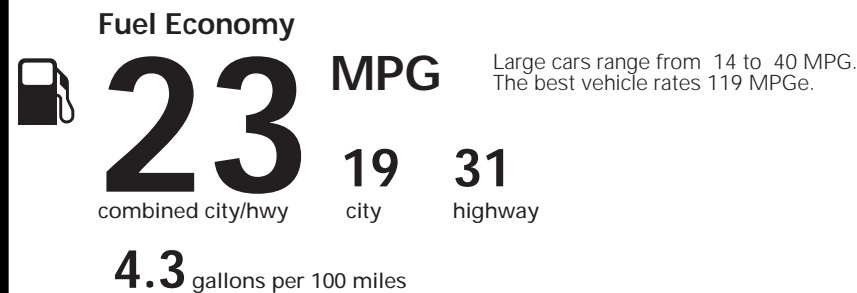 Fuel Economy
23 MPG
Large cars range from 14 to 40 MPG.
The best vehicle rates 119 MPGe.
19 31
combined city/hwy city highway
4.3 gallons per 100 miles